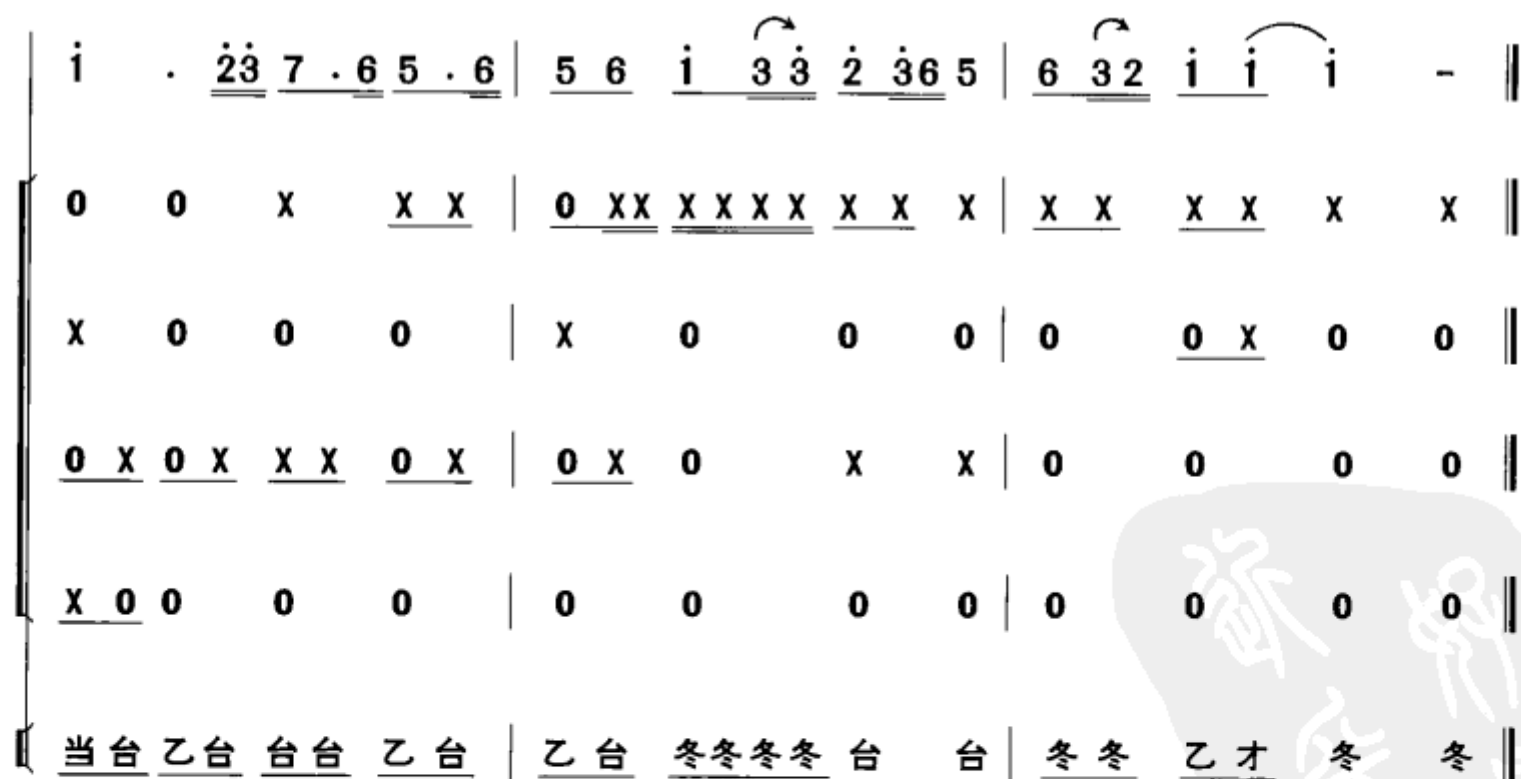 i . 23 7 . 6 5 . 6 | 5 6 i 3 3 2 36 5 | 6 32 i i i - ‖
0 0 X X X | 0 XX X X X X X X X | X X X X X X ‖
X 0 0 0 | X 0 0 0 | 0 0 X 0 0 ‖
0 X 0 X X X 0 X | 0 X 0 X X | 0 0 0 0 ‖
X 0 0 0 0 | 0 0 0 0 | 0 0 0 0 ‖
当台 乙台 台台 乙台 | 乙台 冬冬冬冬 台 台 | 冬冬 乙才 冬 冬 ‖